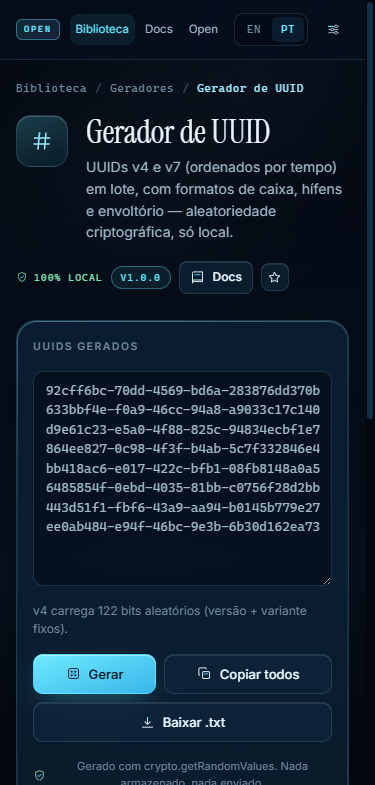 OPEN Biblioteca Docs Open EN PT
Biblioteca / Geradores / Gerador de UUID
# Gerador de UUID
UUIDs v4 e v7 (ordenados por tempo)
em lote, com formatos de caixa, hífens
e envoltório — aleatoriedade
criptográfica, só local.
100% LOCAL V1.0.0 Docs
UUIDS GERADOS
92cff6bc-70dd-4569-bd6a-283876dd370b
633bbf4e-f0a9-46cc-94a8-a9033c17c140
d9e61c23-e5a0-4f88-825c-94834ecbf1e7
864ee827-0c98-4f3f-b4ab-5c7f332846e4
bb418ac6-e017-422c-bfb1-08fb8148a0a5
6485854f-0ebd-4035-81bb-c0756f28d2bb
443d51f1-fbf6-43a9-aa94-b0145b779e27
ee0ab484-e94f-46bc-9e3b-6b30d162ea73
v4 carrega 122 bits aleatórios (versão + variante
fixos).
Gerar Copiar todos
Baixar .txt
Gerado com crypto.getRandomValues. Nada
armazenado, nada enviado